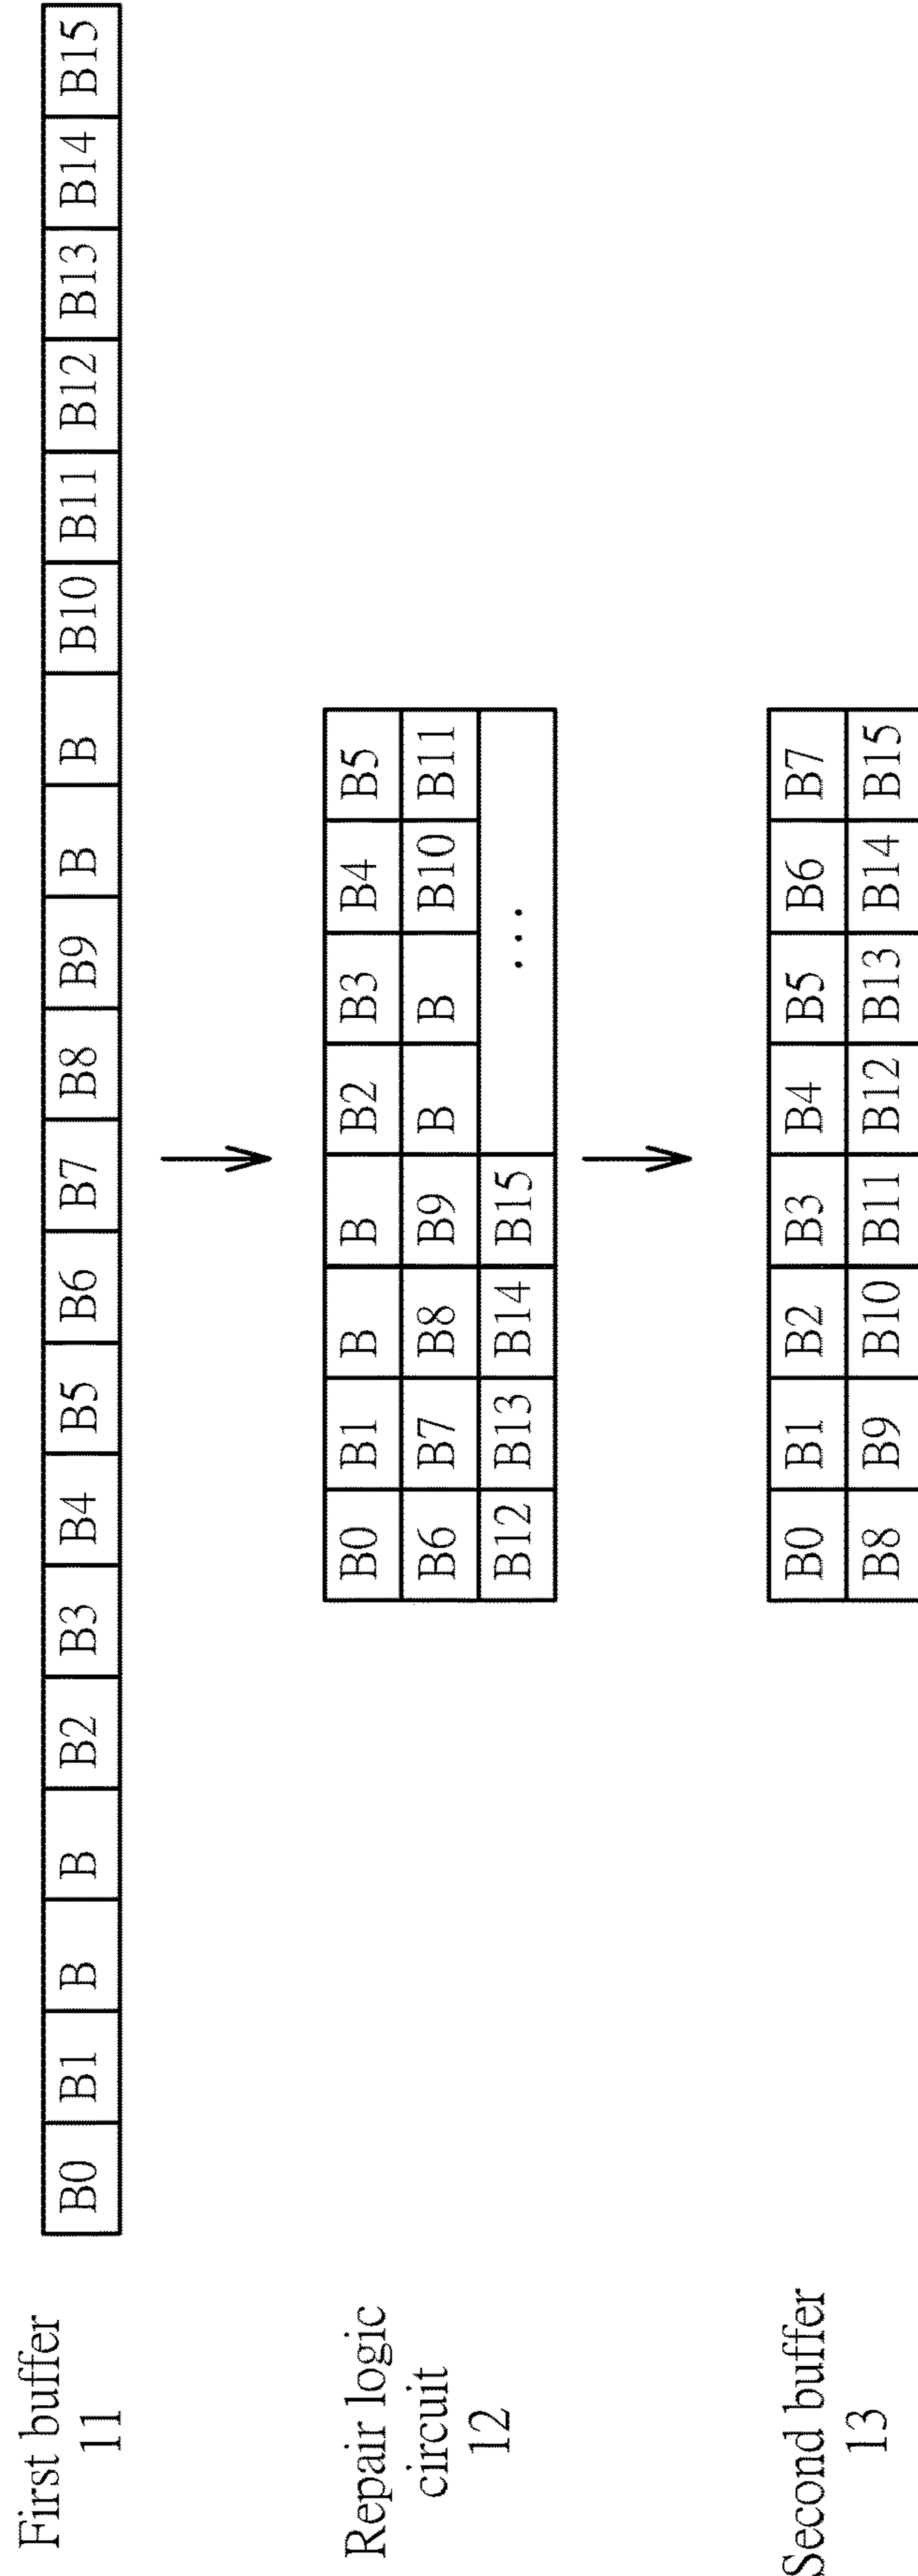 First buffer
11
B0 B1 B B B2 B3 B4 B5 B6 B7 B8 B9 B B B10 B11 B12 B13 B14 B15
Repair logic
circuit
12
B0 B1 B B B2 B3 B4 B5
B6 B7 B8 B9 B B B10 B11
B12 B13 B14 B15 ...
Second buffer
13
B0 B1 B2 B3 B4 B5 B6 B7
B8 B9 B10 B11 B12 B13 B14 B15